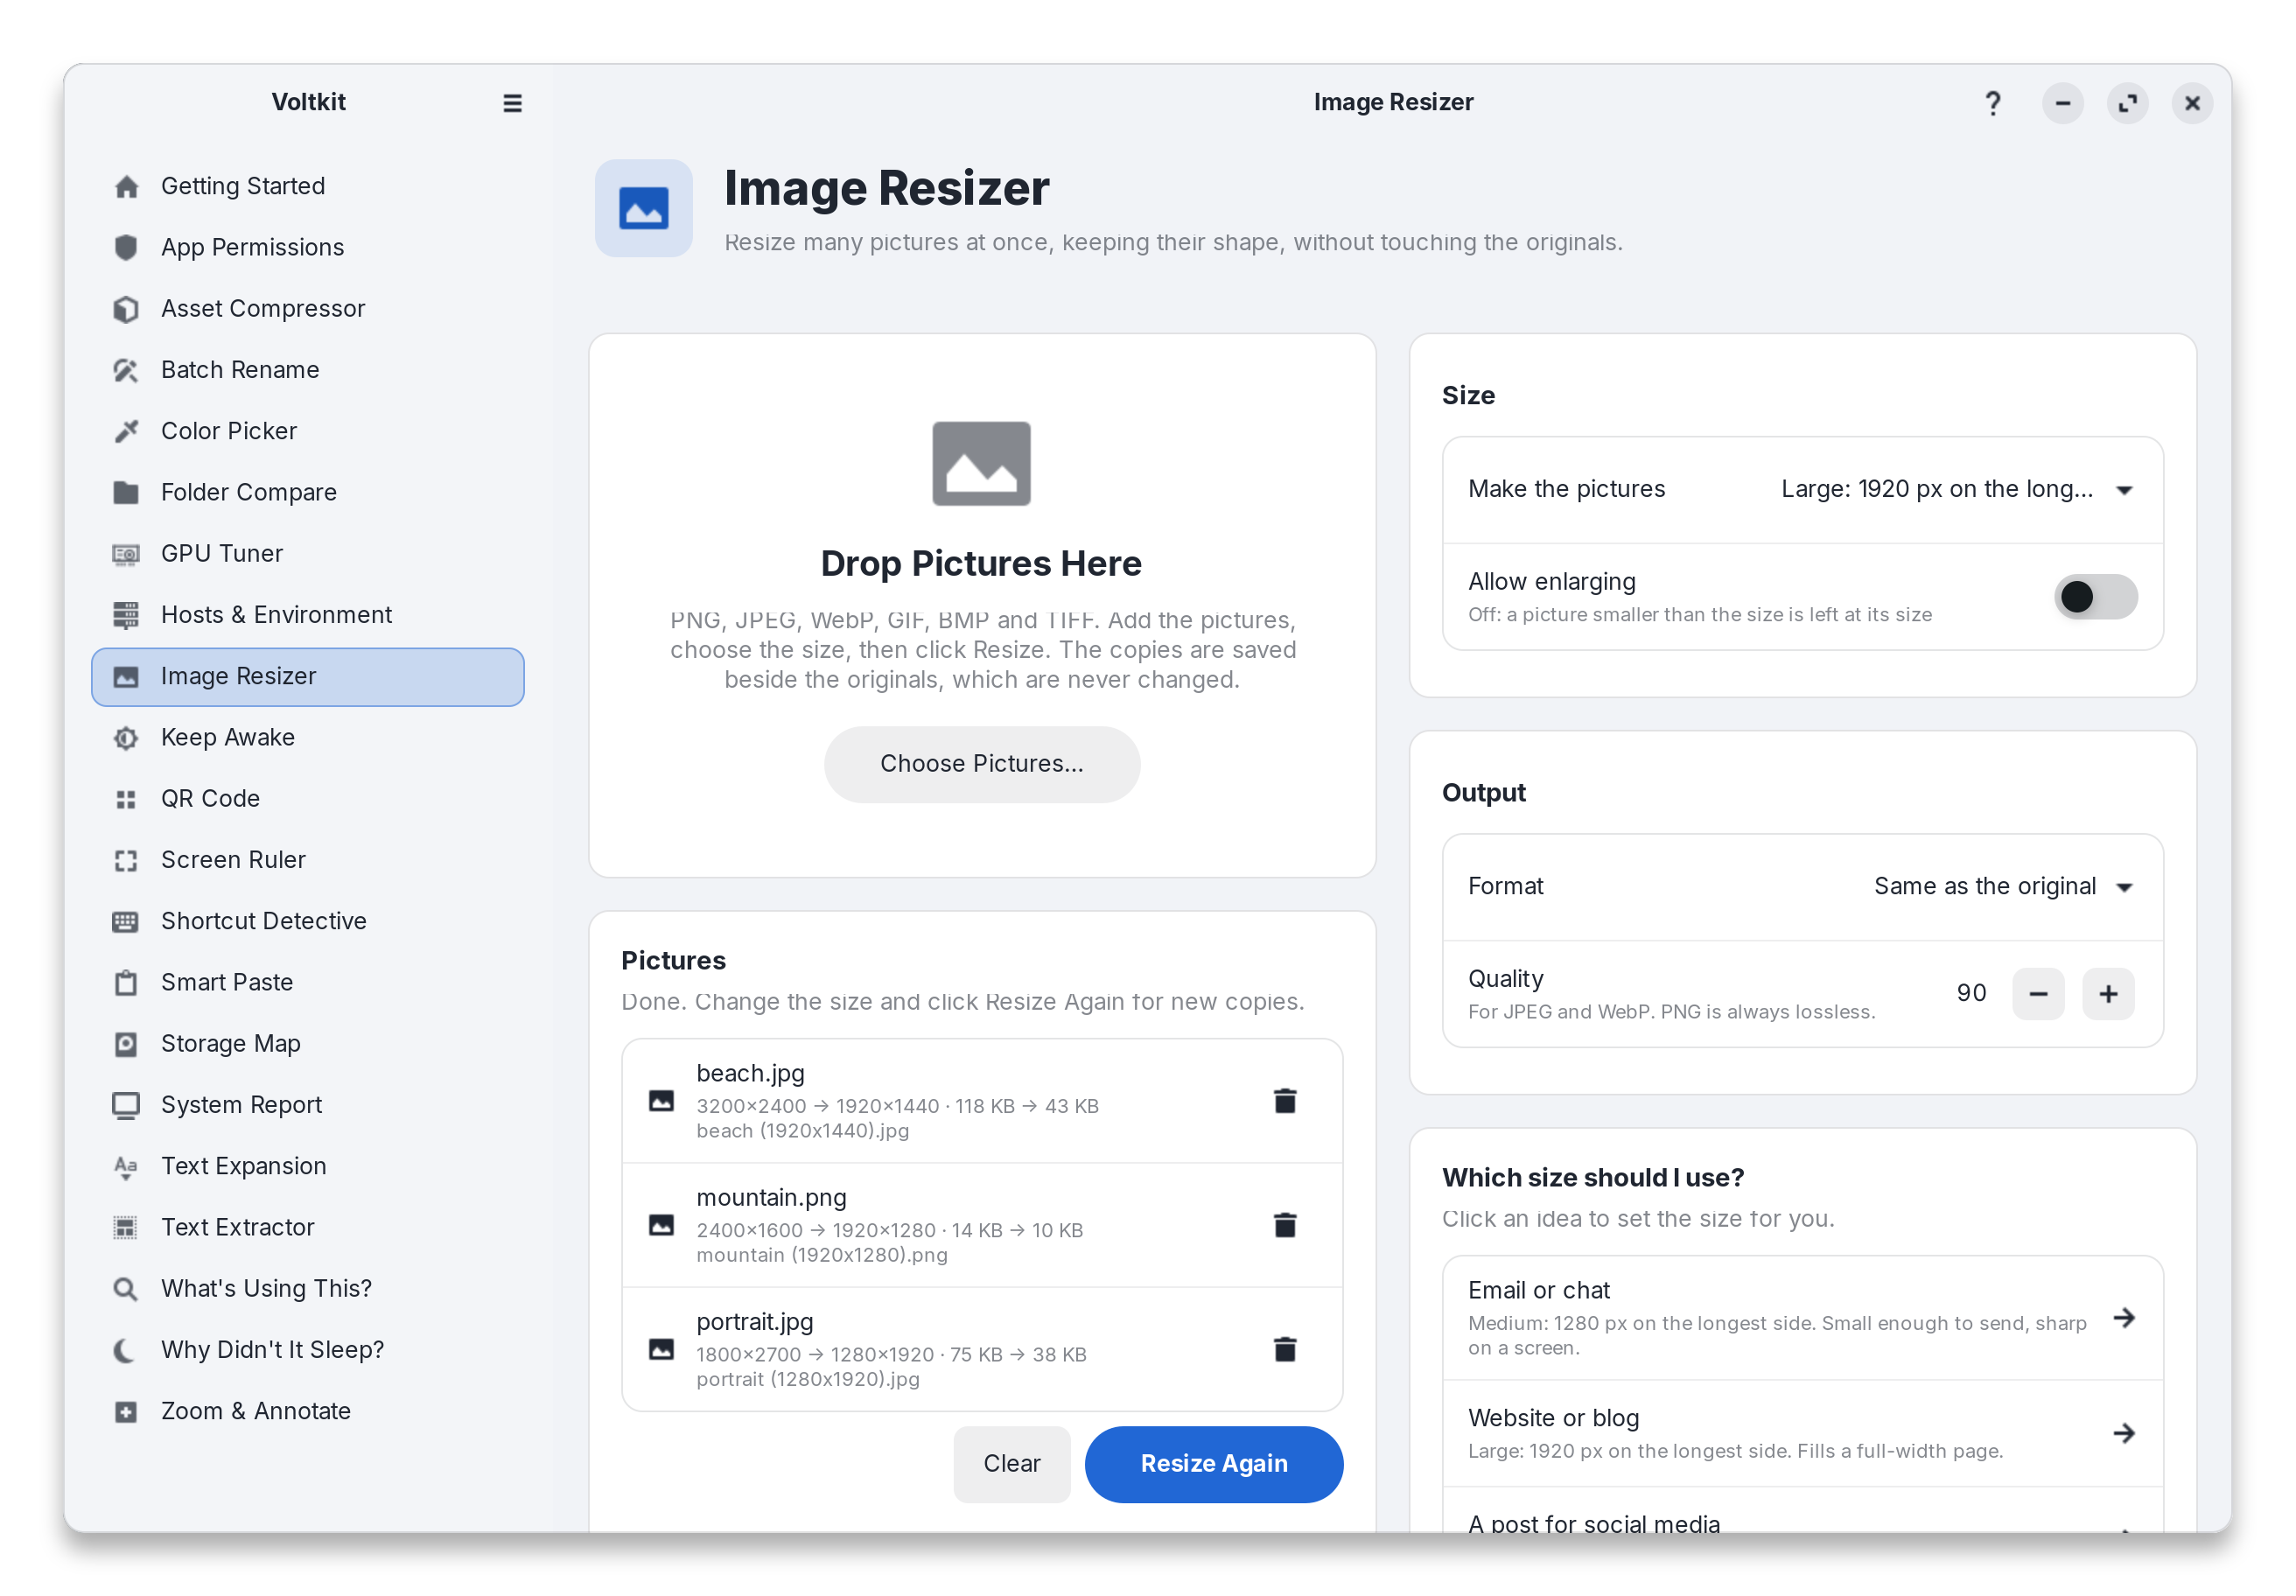 Voltkit
Image Resizer
?
Getting Started
App Permissions
Asset Compressor
Batch Rename
Color Picker
Folder Compare
GPU Tuner
Hosts & Environment
Image Resizer
Keep Awake
QR Code
Screen Ruler
Shortcut Detective
Smart Paste
Storage Map
System Report
Text Expansion
Text Extractor
What's Using This?
Why Didn't It Sleep?
Zoom & Annotate
Image Resizer
Resize many pictures at once, keeping their shape, without touching the originals.
Drop Pictures Here
PNG, JPEG, WebP, GIF, BMP and TIFF. Add the pictures,
choose the size, then click Resize. The copies are saved
beside the originals, which are never changed.
Choose Pictures...
Pictures
Done. Change the size and click Resize Again for new copies.
beach.jpg
3200×2400 → 1920×1440 · 118 KB → 43 KB
beach (1920x1440).jpg
mountain.png
2400×1600 → 1920×1280 · 14 KB → 10 KB
mountain (1920x1280).png
portrait.jpg
1800×2700 → 1280×1920 · 75 KB → 38 KB
portrait (1280x1920).jpg
Clear
Resize Again
Size
Make the pictures
Large: 1920 px on the long...
Allow enlarging
Off: a picture smaller than the size is left at its size
Output
Format
Same as the original
Quality
For JPEG and WebP. PNG is always lossless.
90
Which size should I use?
Click an idea to set the size for you.
Email or chat
Medium: 1280 px on the longest side. Small enough to send, sharp
on a screen.
Website or blog
Large: 1920 px on the longest side. Fills a full-width page.
A post for social media